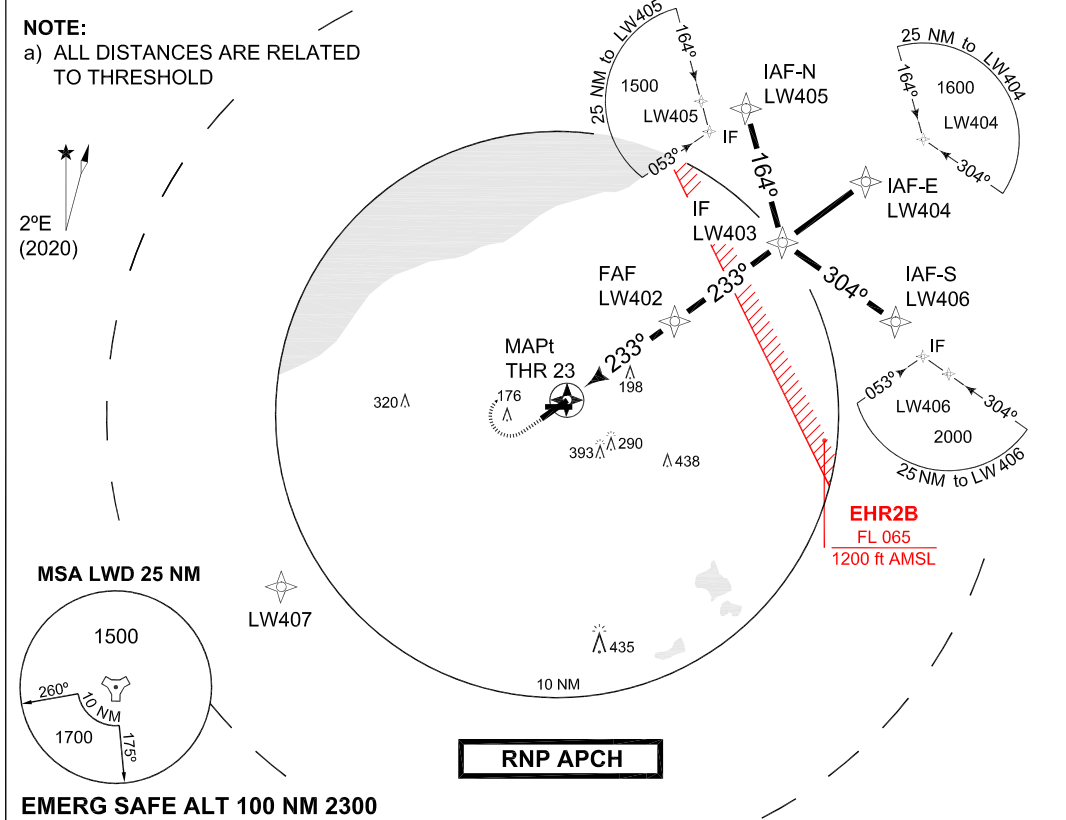 NOTE:
a) ALL DISTANCES ARE RELATED
TO THRESHOLD
2ºE
(2020)
25 NM to LW405
164º
1500
LW405
IF
053º
IAF-N
LW405
164º
25 NM to LW404
164º
1600
LW404
304º
IAF-E
LW404
IF
LW403
233º
304º
IAF-S
LW406
FAF
LW402
233º
MAPt
THR 23
198
176
320
393
290
438
IF
053º
304º
LW406
2000
25 NM to LW 406
EHR2B
FL 065
1200 ft AMSL
MSA LWD 25 NM
1500
260º
10 NM
1700
175º
LW407
435
10 NM
RNP APCH
EMERG SAFE ALT 100 NM 2300